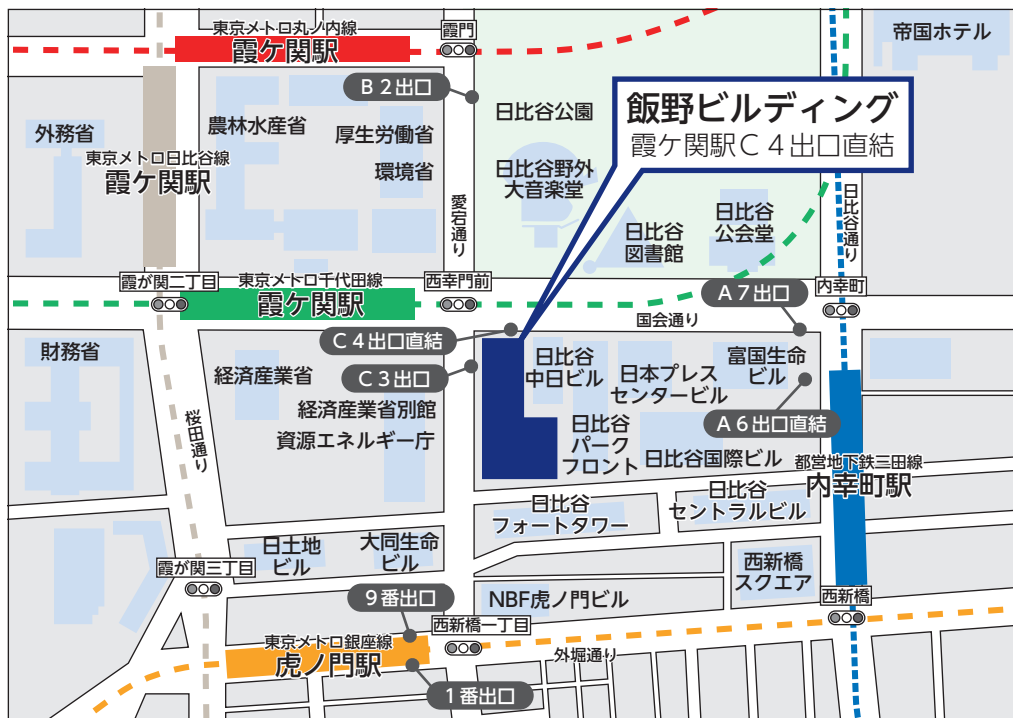 東京メトロ丸ノ内線
霞ケ関駅
霞門
帝国ホテル
B2出口
日比谷公園
飯野ビルディング
霞ケ関駅C4出口直結
外務省
農林水産省
厚生労働省
環境省
東京メトロ日比谷線
霞ケ関駅
日比谷野外
大音楽堂
愛宕通り
日比谷
図書館
日比谷
公会堂
日比谷通り
霞が関二丁目
東京メトロ千代田線
霞ケ関駅
西幸門前
A7出口
内幸町
国会通り
C4出口直結
財務省
経済産業省
C3出口
日比谷
中日ビル
日本プレス
センタービル
富国生命
ビル
経済産業省別館
資源エネルギー庁
桜田通り
日比谷
パーク
フロント
A6出口直結
日比谷国際ビル
都営地下鉄三田線
内幸町駅
日比谷
フォートタワー
日比谷
セントラルビル
霞が関三丁目
日土地
ビル
大同生命
ビル
西新橋
スクエア
9番出口
NBF虎ノ門ビル
西新橋
西新橋一丁目
東京メトロ銀座線
虎ノ門駅
外堀通り
1番出口